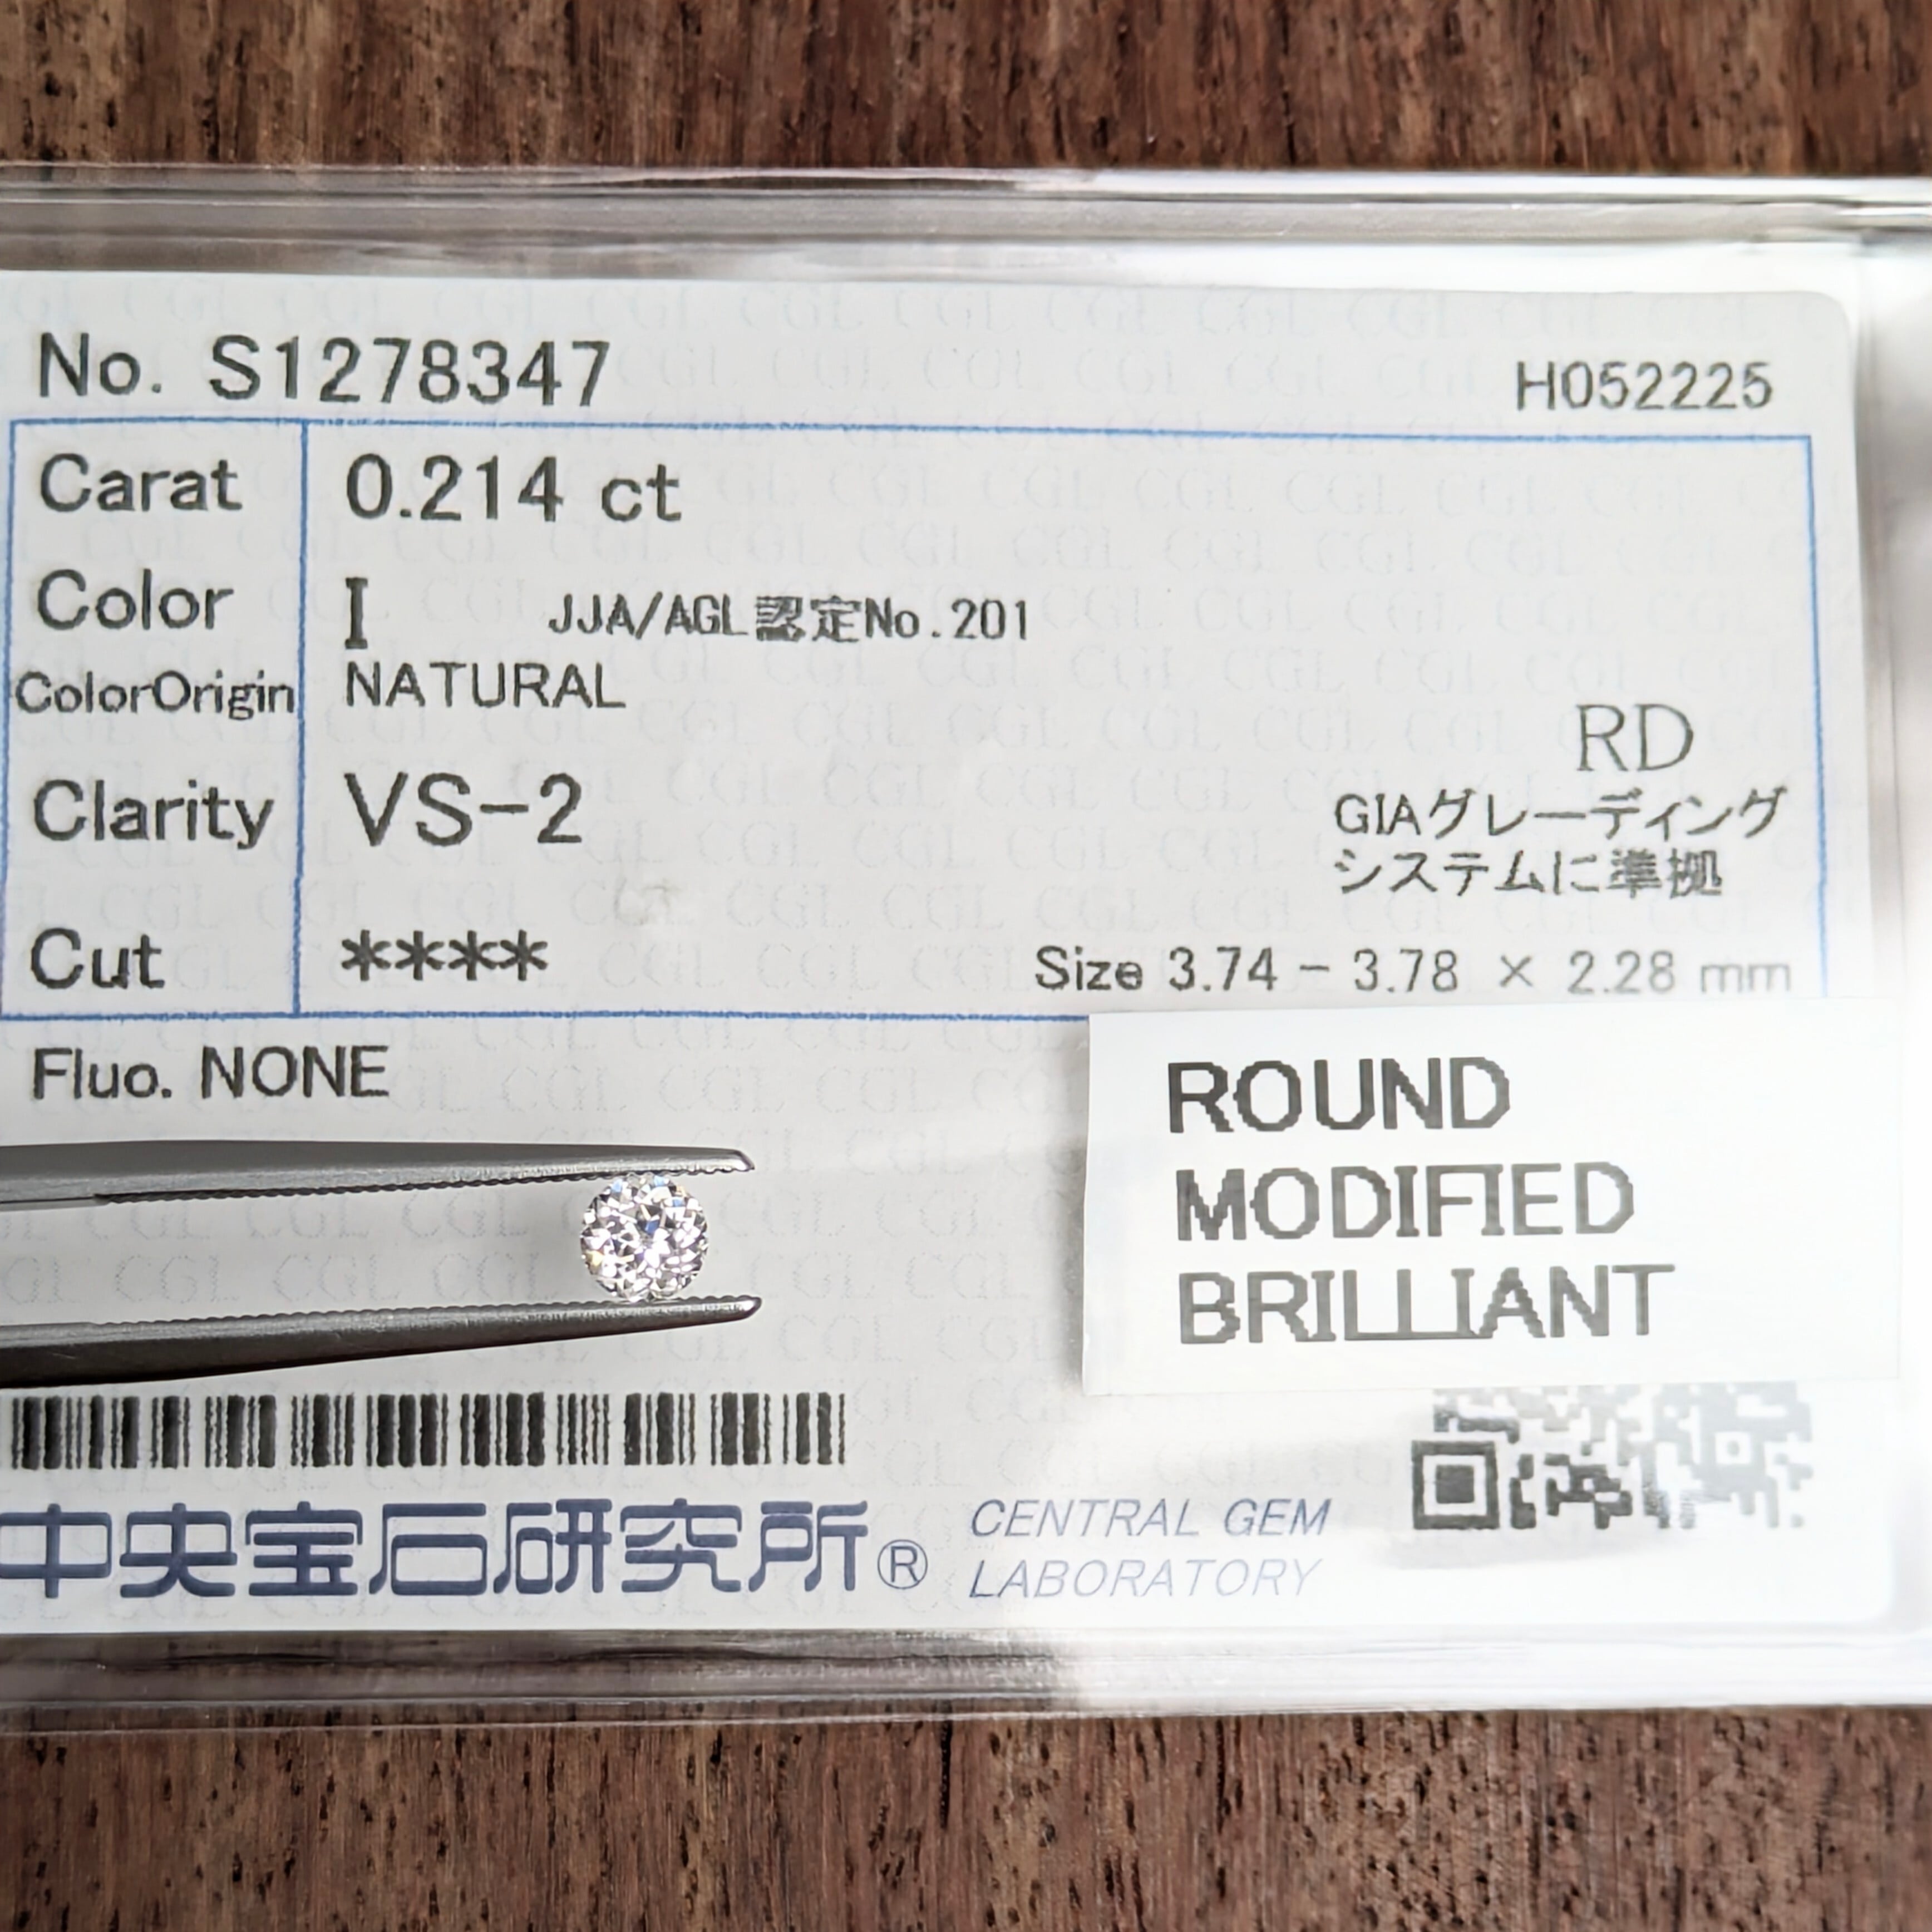 No. S1278347
H052225
Carat 0.214 ct
Color I JJA/AGL認定No.201
ColorOrigin NATURAL
RD
Clarity VS-2
GIAグレーディング
システムに準拠
Cut ****
Size 3.74 - 3.78 × 2.28 mm
Fluo. NONE
ROUND
MODIFIED
BRILLIANT
中央宝石研究所®
CENTRAL GEM
LABORATORY